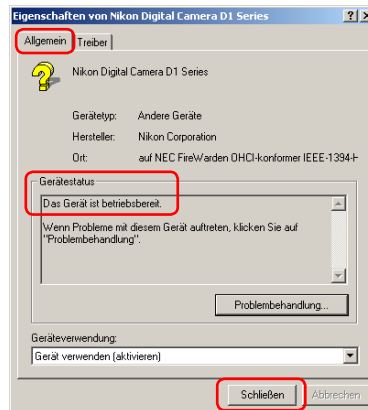 Eigenschaften von Nikon Digital Camera D1 Series
Allgemein Treiber
Nikon Digital Camera D1 Series
Gerätetyp: Andere Geräte
Hersteller: Nikon Corporation
Ort: auf NEC FireWarden OHCI-konformer IEEE-1394-H
Gerätestatus
Das Gerät ist betriebsbereit.
Wenn Probleme mit diesem Gerät auftreten, klicken Sie auf
"Problembehandlung".
Problembehandlung...
Geräteverwendung:
Gerät verwenden (aktivieren)
Schließen Abbrechen